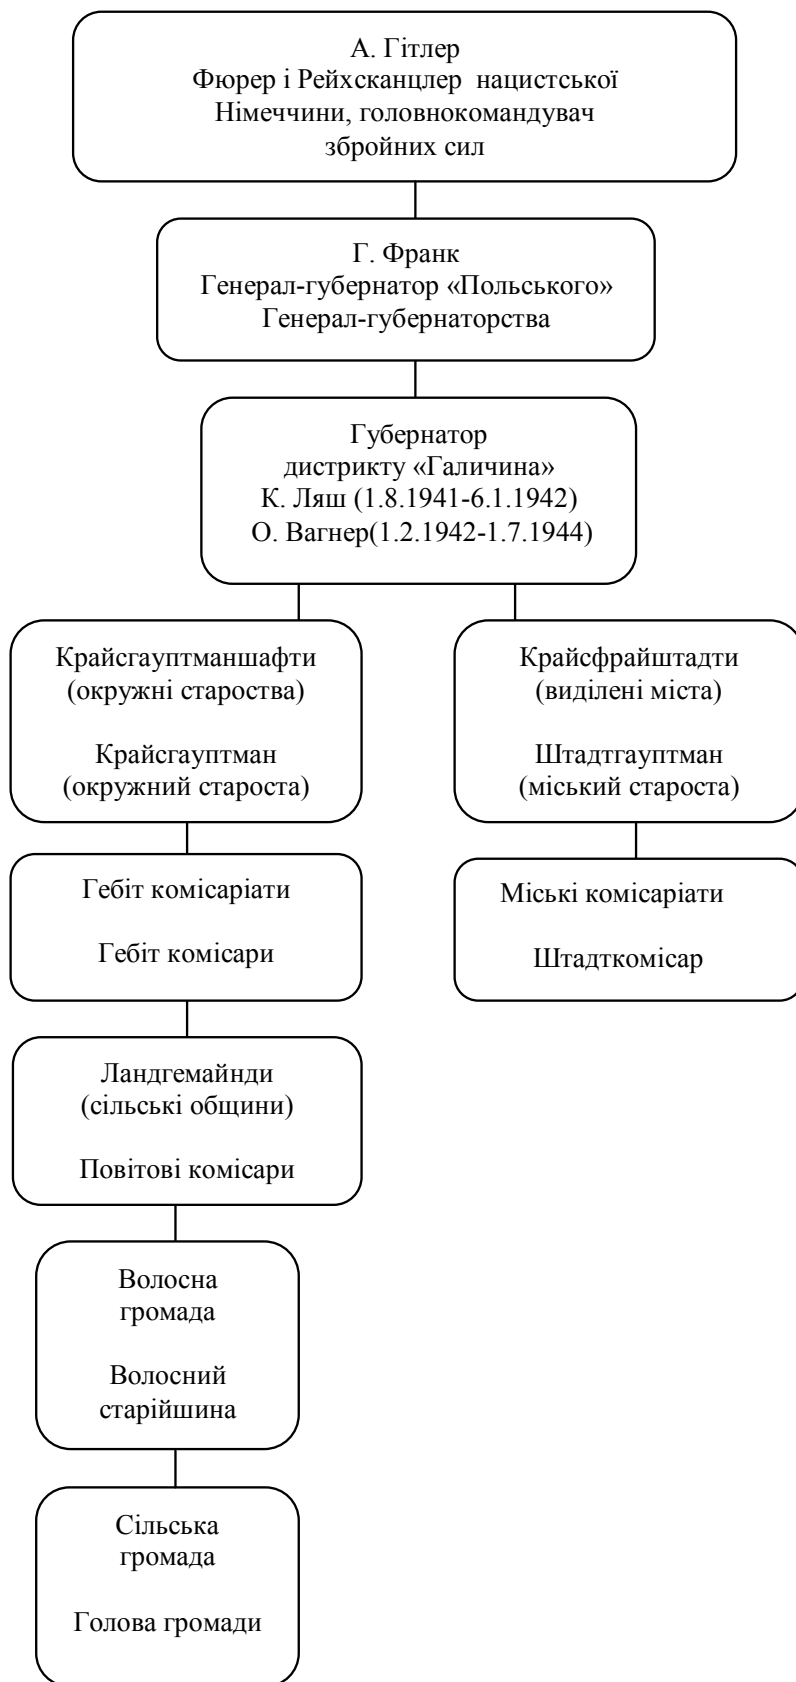 А. Гітлер
Фюрер і Рейхсканцлер нацистської
Німеччини, головнокомандувач
збройних сил
Г. Франк
Генерал-губернатор «Польського»
Генерал-губернаторства
Губернатор
дистрикту «Галичина»
К. Ляш (1.8.1941-6.1.1942)
О. Вагнер(1.2.1942-1.7.1944)
Крайсгауптманшафти
(окружні староства)
Крайсгауптман
(окружний староста)
Крайсфрайштадти
(виділені міста)
Штадтгауптман
(міський староста)
Гебіт комісаріати
Гебіт комісари
Міські комісаріати
Штадткомісар
Ландгемайнди
(сільські общини)
Повітові комісари
Волосна
громада
Волосний
старійшина
Сільська
громада
Голова громади